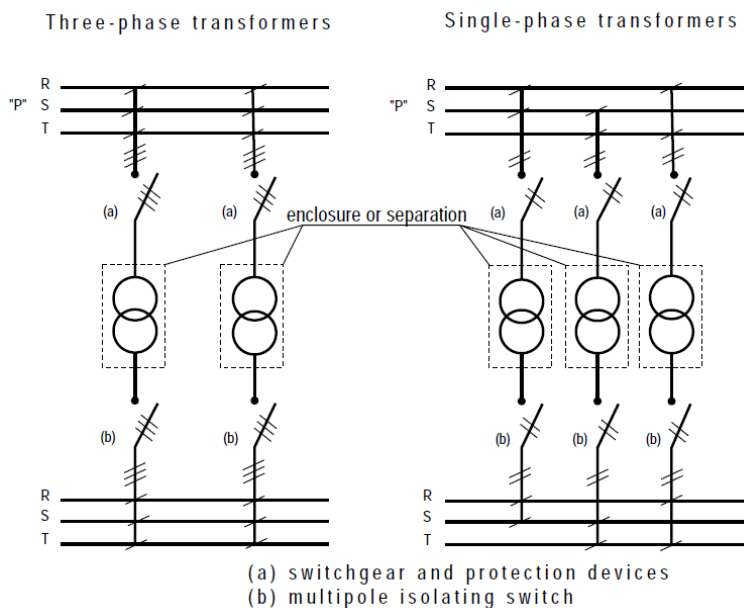 Three-phase transformers Single-phase transformers
R R
"P" S "P" S
T T
(a) (a) enclosure or separation (a) (a) (a)
(b) (b) (b) (b) (b)
R R
S S
T T
(a) switchgear and protection devices
(b) multipole isolating switch